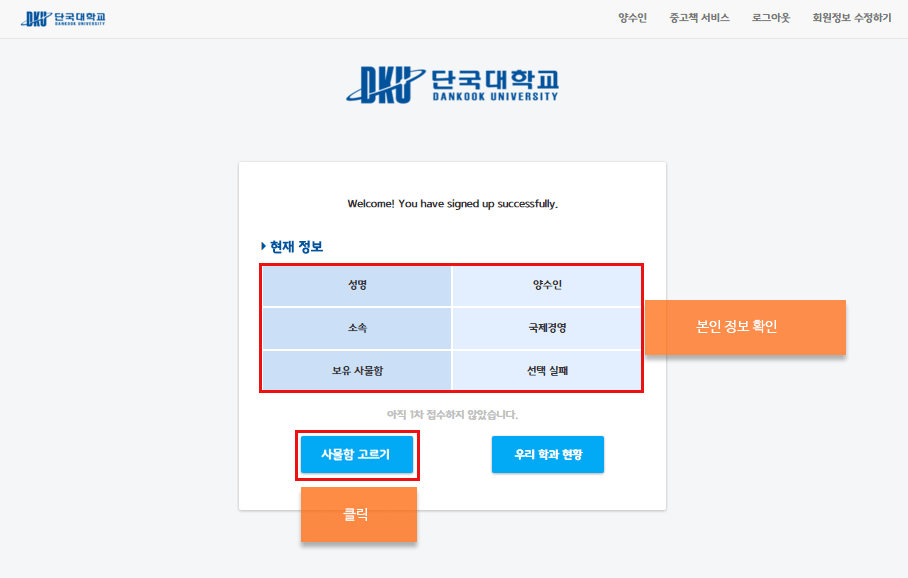 DKU 단국대학교 DANKOOK UNIVERSITY
양수인 중고책 서비스 로그아웃 회원정보 수정하기
DKU 단국대학교
DANKOOK UNIVERSITY
Welcome! You have signed up successfully.
현재 정보
성명 양수인
소속 국제경영
보유 사물함 선택 실패
본인 정보 확인
아직 1차 접수하지 않았습니다.
사물함 고르기 우리 학과 현황
클릭